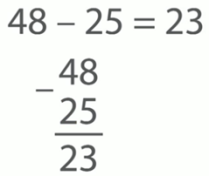 48 – 25 = 23
– 48
25
23